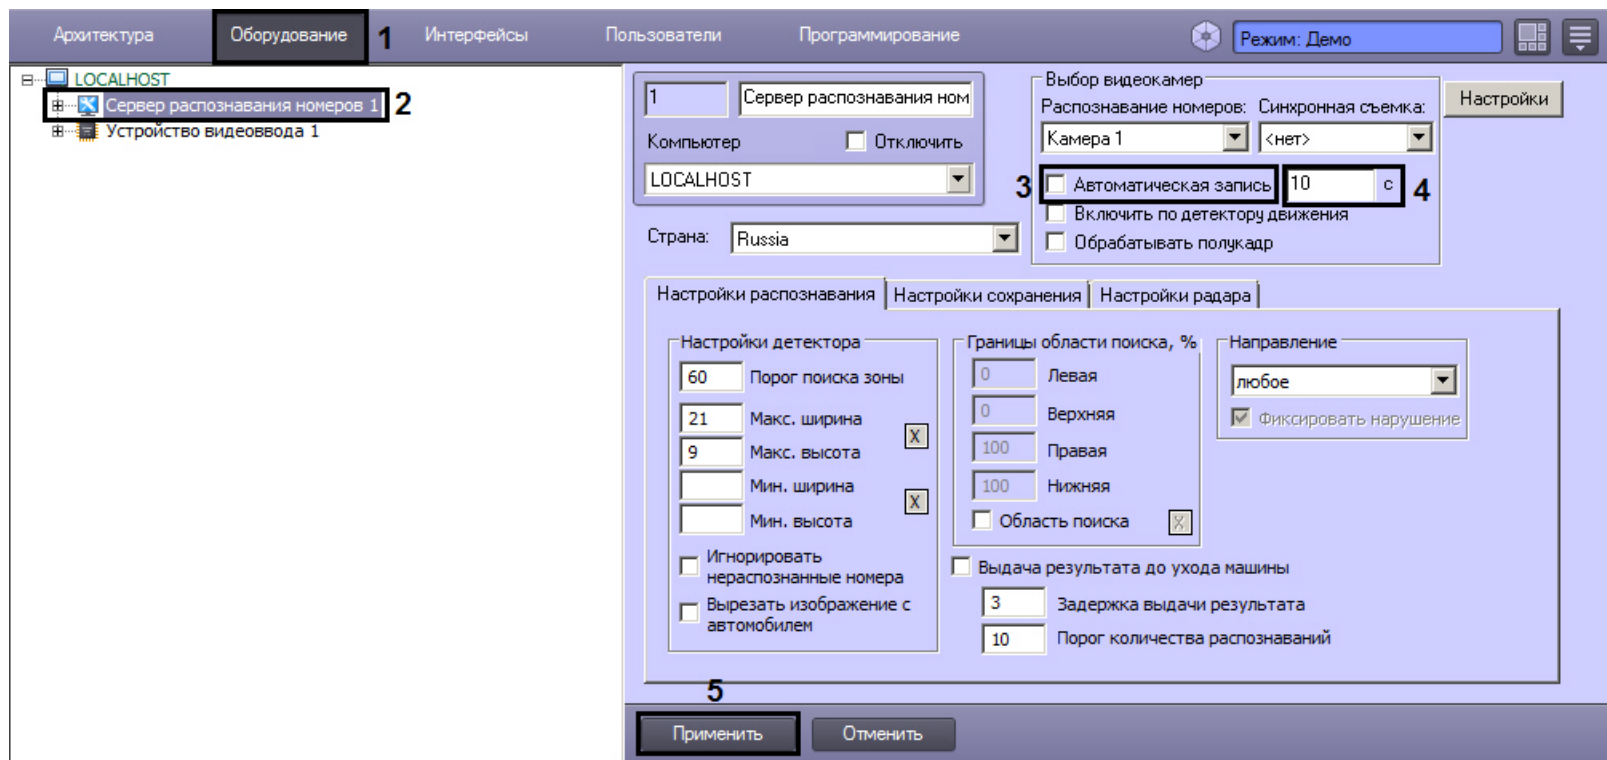 Архитектура Оборудование 1 Интерфейсы Пользователи Программирование Режим: Демо
LOCALHOST
Сервер распознавания номеров 1 2
Устройство видеоввода 1
1 Сервер распознавания ном
Компьютер Отключить
LOCALHOST
Страна: Russia
Выбор видеокамер
Распознавание номеров: Синхронная съемка:
Камера 1 <нет>
3 Автоматическая запись 10 с 4
Включить по детектору движения
Обрабатывать полукадр
Настройки
Настройки распознавания Настройки сохранения Настройки радара
Настройки детектора
60 Порог поиска зоны
21 Макс. ширина
X
9 Макс. высота
Мин. ширина
X
Мин. высота
Игнорировать
нераспознанные номера
Вырезать изображение с
автомобилем
Границы области поиска, %
0 Левая
0 Верхняя
100 Правая
100 Нижняя
Область поиска X
Направление
любое
Фиксировать нарушение
Выдача результата до ухода машины
3 Задержка выдачи результата
10 Порог количества распознаваний
5
Применить Отменить